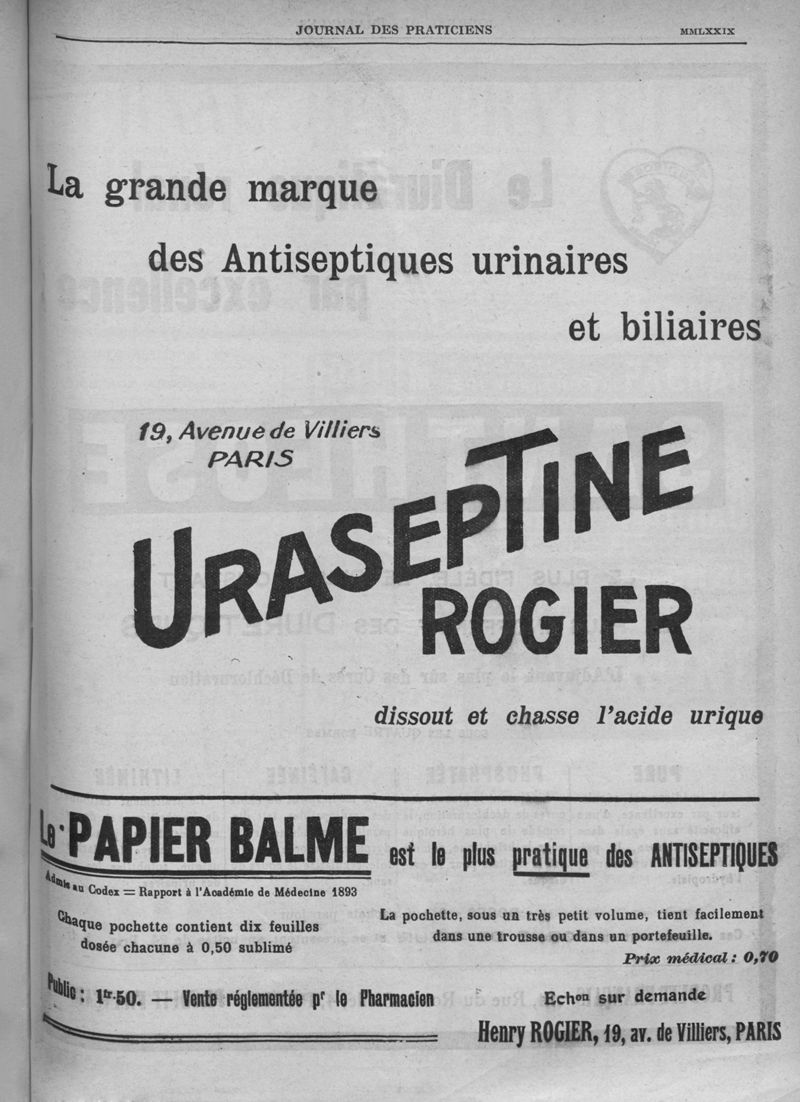 JOURNAL DES PRATICIENS MMLXXIX
La grande marque
des Antiseptiques urinaires
et biliaires
19, Avenue de Villiers
PARIS
URASEPTINE
ROGIER
dissout et chasse l'acide urique
Le PAPIER BALME est le plus pratique des ANTISEPTIQUES
Admis au Codex = Rapport à l'Académie de Médecine 1893
Chaque pochette contient dix feuilles
dosée chacune à 0,50 sublimé
La pochette, sous un très petit volume, tient facilement
dans une trousse ou dans un portefeuille.
Prix médical : 0,70
Public : 1fr.50. — Vente réglementée pr le Pharmacien
Echon sur demande
Henry ROGIER, 19, av. de Villiers, PARIS